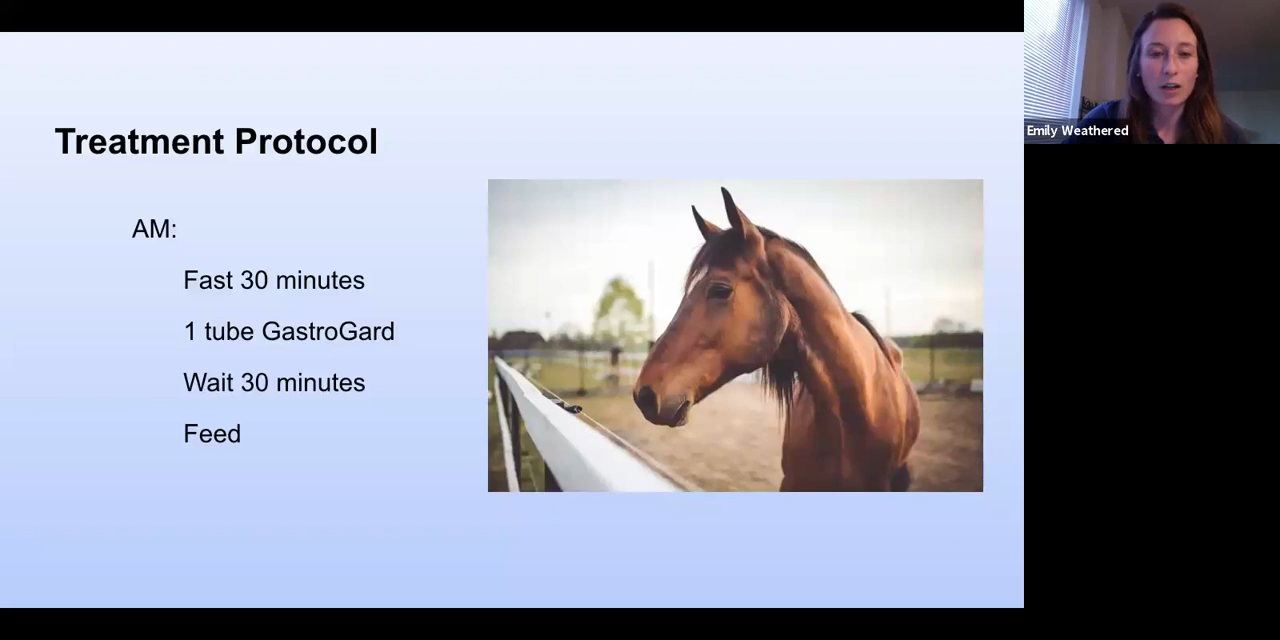 Treatment Protocol
AM:
Fast 30 minutes
1 tube GastroGard
Wait 30 minutes
Feed
Emily Weathered